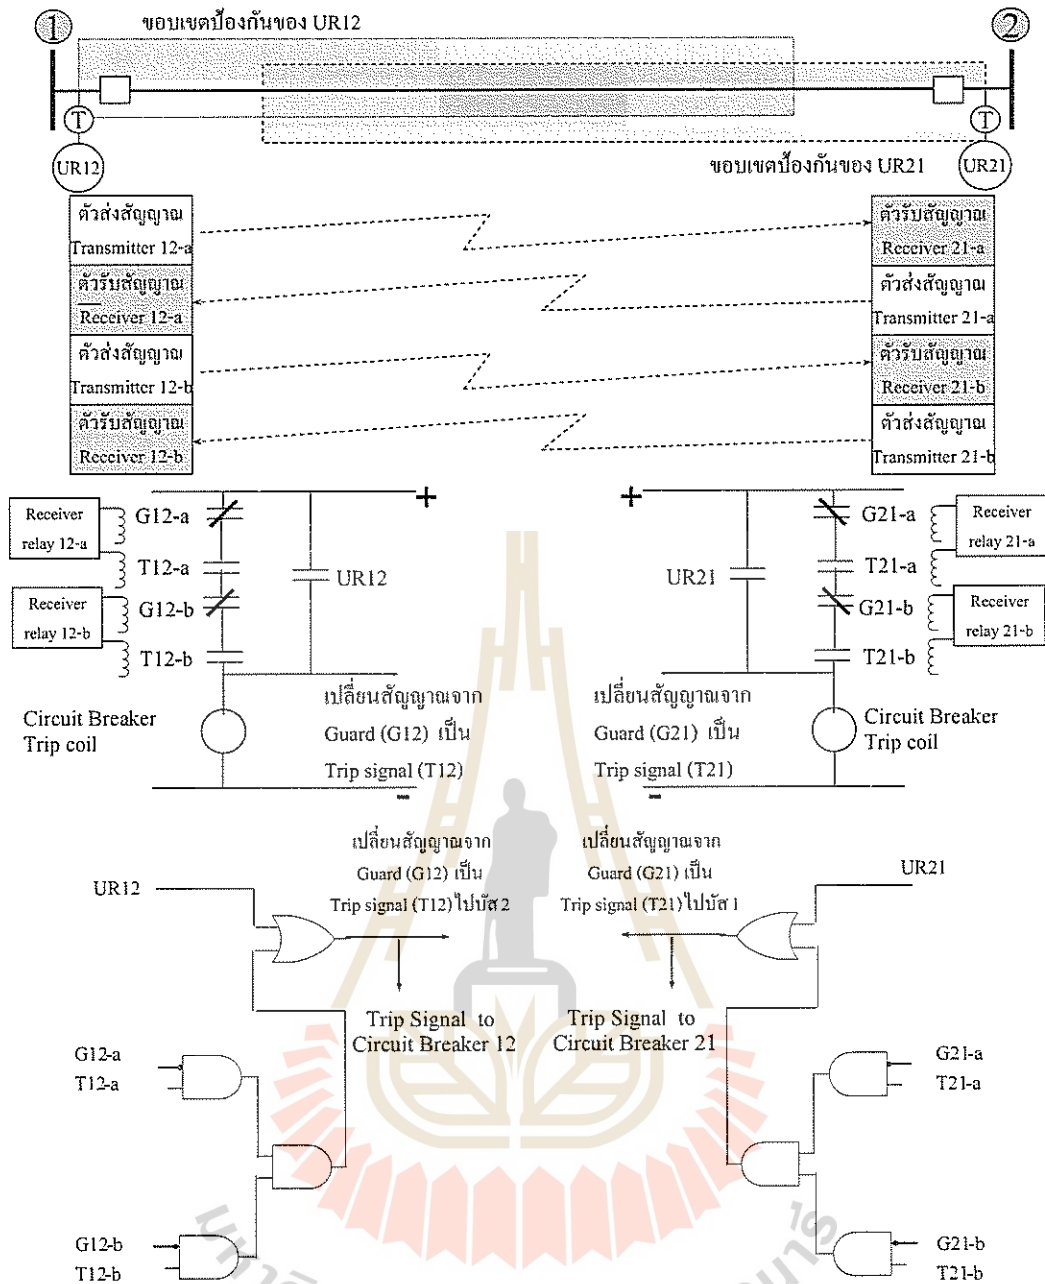 1
ขอบเขตป้องกันของ UR12
2
T
T
UR12
ขอบเขตป้องกันของ UR21
UR21
ตัวส่งสัญญาณ
Transmitter 12-a
ตัวรับสัญญาณ
Receiver 21-a
ตัวรับสัญญาณ
Receiver 12-a
ตัวส่งสัญญาณ
Transmitter 21-a
ตัวส่งสัญญาณ
Transmitter 12-b
ตัวรับสัญญาณ
Receiver 21-b
ตัวรับสัญญาณ
Receiver 12-b
ตัวส่งสัญญาณ
Transmitter 21-b
+
+
Receiver
relay 12-a
G12-a
T12-a
Receiver
relay 12-b
G12-b
T12-b
UR12
UR21
G21-a
T21-a
Receiver
relay 21-a
G21-b
T21-b
Receiver
relay 21-b
Circuit Breaker
Trip coil
เปลี่ยนสัญญาณจาก
Guard (G12) เป็น
Trip signal (T12)
เปลี่ยนสัญญาณจาก
Guard (G21) เป็น
Trip signal (T21)
Circuit Breaker
Trip coil
-
-
UR12
เปลี่ยนสัญญาณจาก
Guard (G12) เป็น
Trip signal (T12) ไปบัส 2
เปลี่ยนสัญญาณจาก
Guard (G21) เป็น
Trip signal (T21) ไปบัส 1
UR21
Trip Signal to
Circuit Breaker 12
Trip Signal to
Circuit Breaker 21
G12-a
T12-a
G21-a
T21-a
G12-b
T12-b
G21-b
T21-b